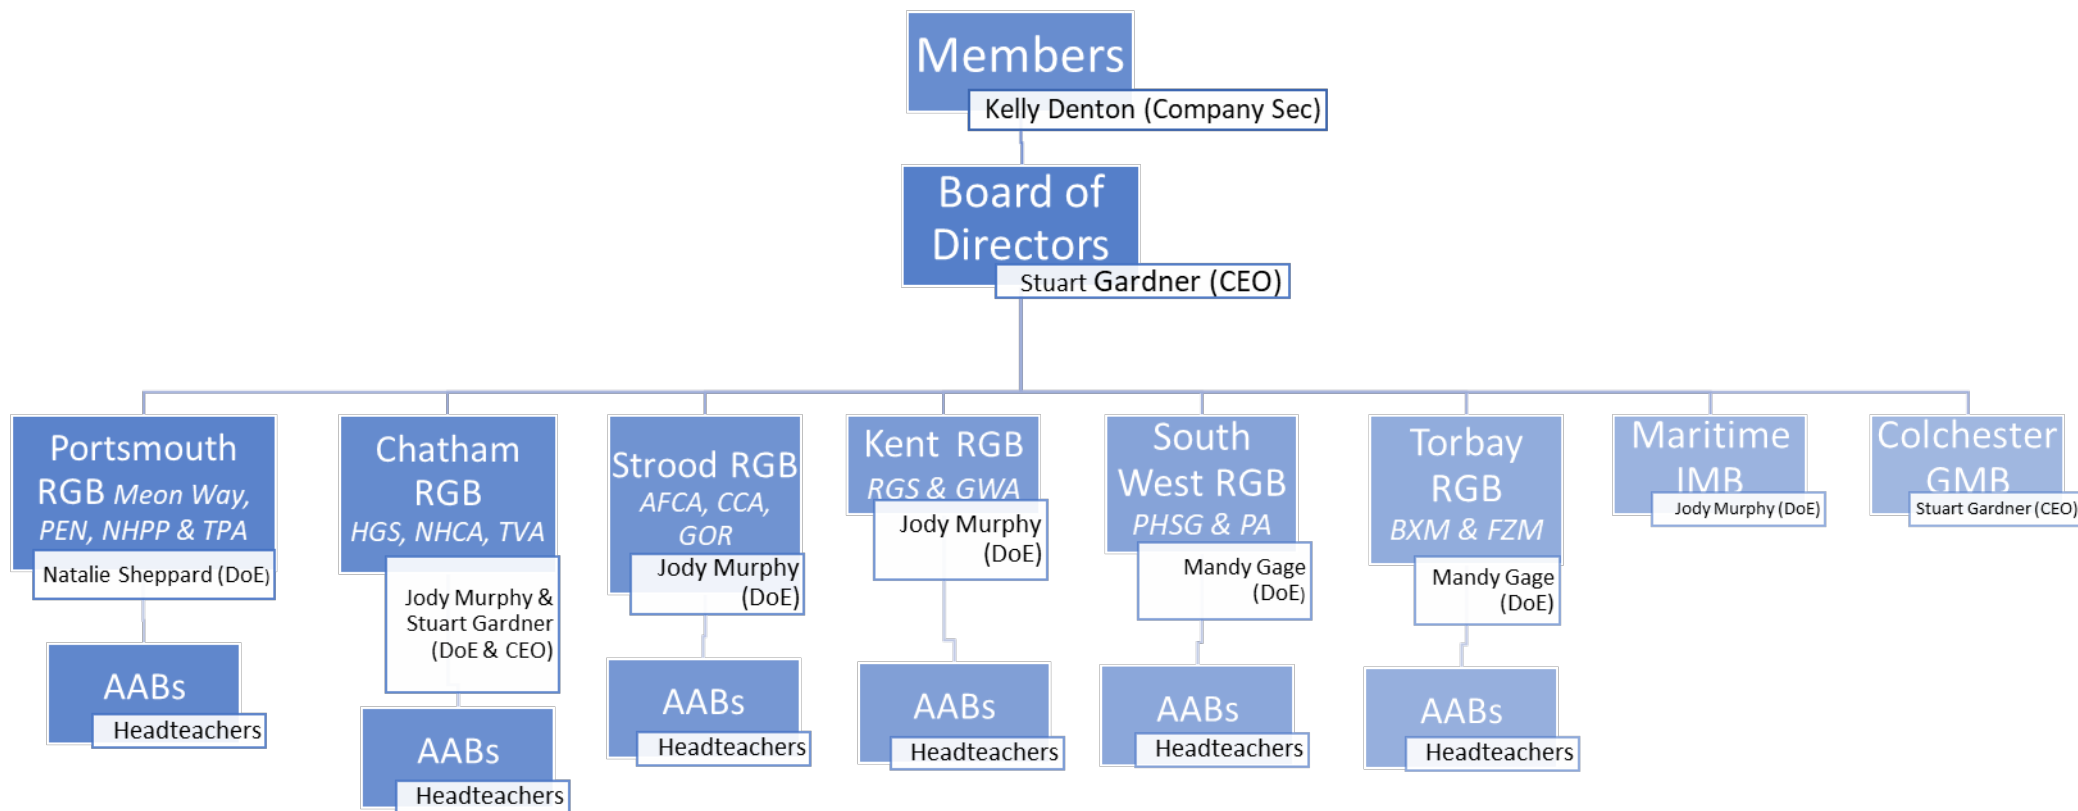 Members
Kelly Denton (Company Sec)
Board of
Directors
Stuart Gardner (CEO)
Portsmouth
RGB Meon Way,
PEN, NHPP & TPA
Natalie Sheppard (DoE)
AABs
Headteachers
Chatham
RGB
HGS, NHCA, TVA
Jody Murphy &
Stuart Gardner
(DoE & CEO)
AABs
Headteachers
Strood RGB
AFCA, CCA,
GOR
Jody Murphy
(DoE)
AABs
Headteachers
Kent RGB
RGS & GWA
Jody Murphy
(DoE)
AABs
Headteachers
South
West RGB
PHSG & PA
Mandy Gage
(DoE)
AABs
Headteachers
Torbay
RGB
BXM & FZM
Mandy Gage
(DoE)
AABs
Headteachers
Maritime
IMB
Jody Murphy (DoE)
Colchester
GMB
Stuart Gardner (CEO)